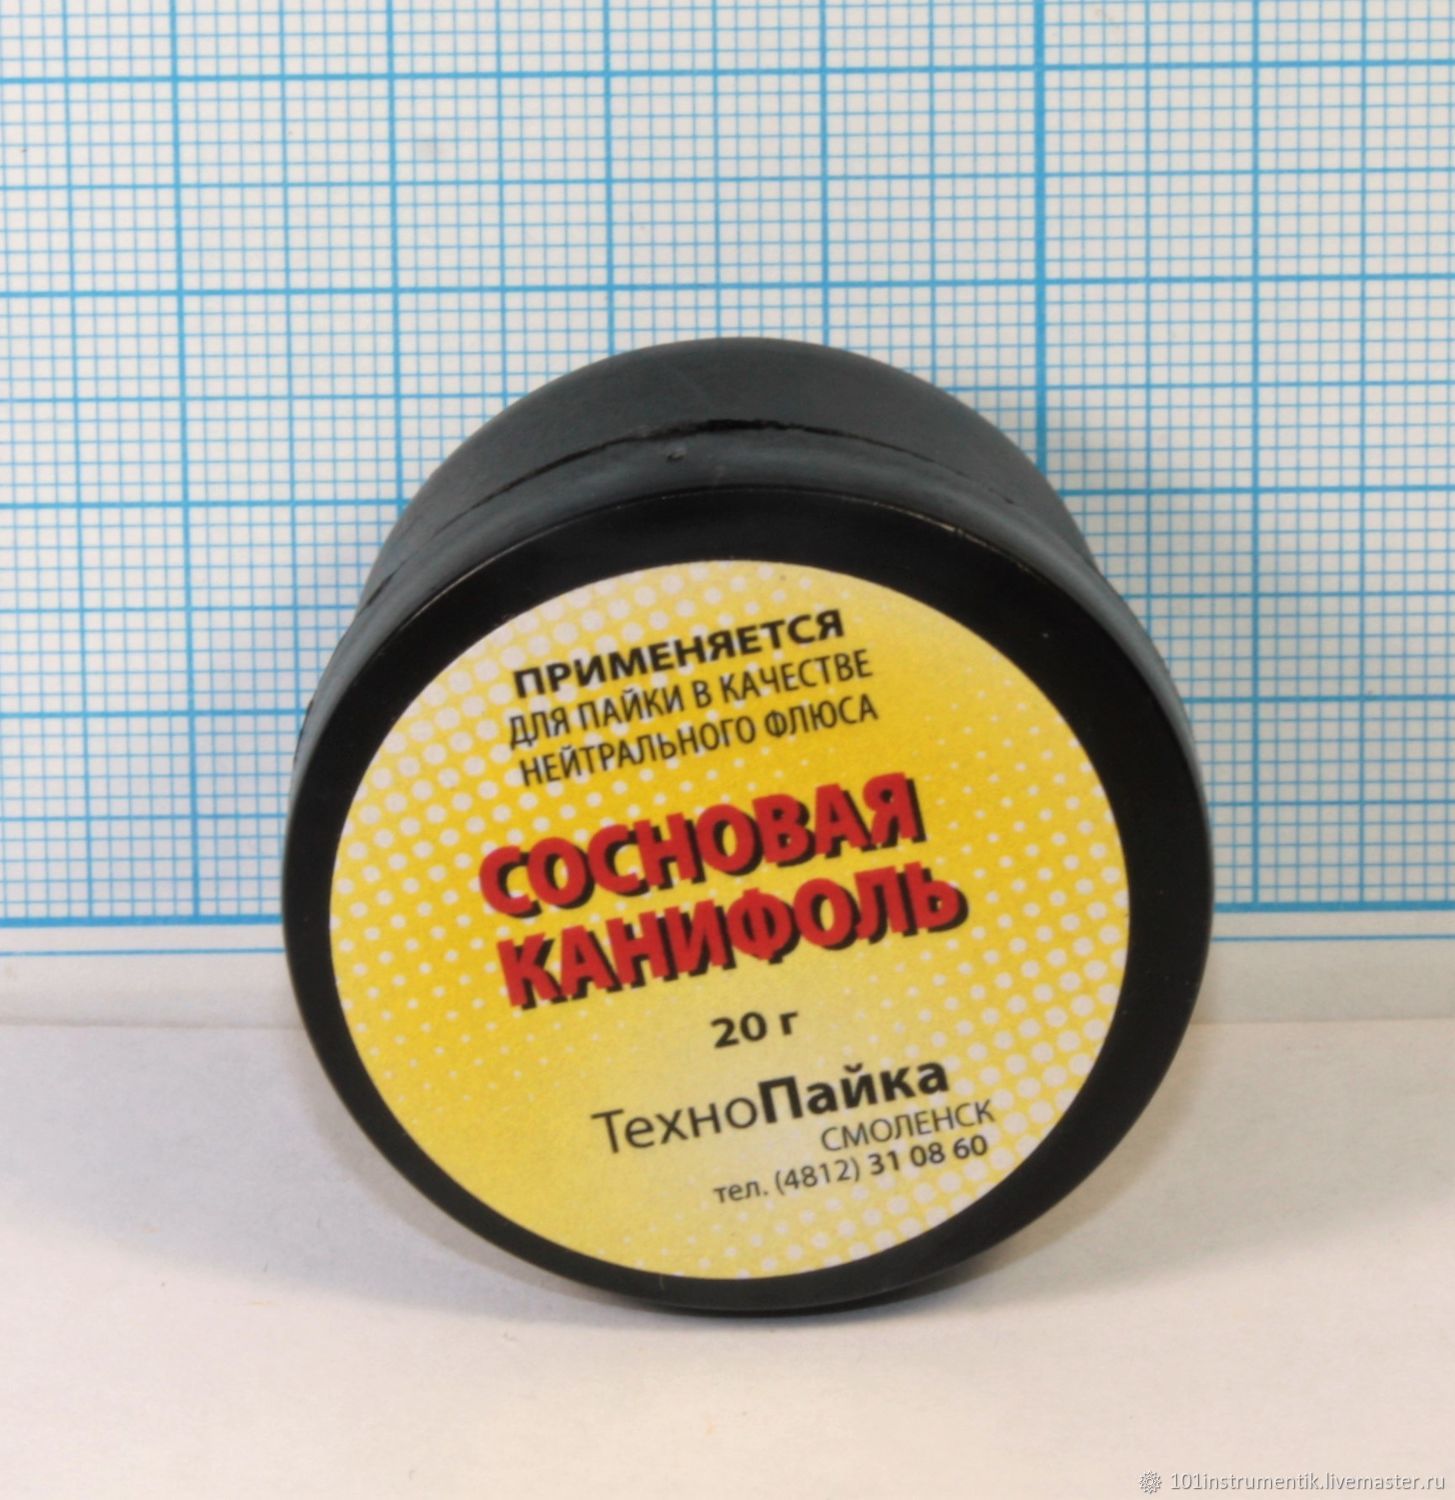 ПРИМЕНЯЕТСЯ
ДЛЯ ПАЙКИ В КАЧЕСТВЕ
НЕЙТРАЛЬНОГО ФЛЮСА
СОСНОВАЯ
КАНИФОЛЬ
20 г
ТехноПайка
СМОЛЕНСК
тел. (4812) 31 08 60
101instrumentik.livemaster.ru